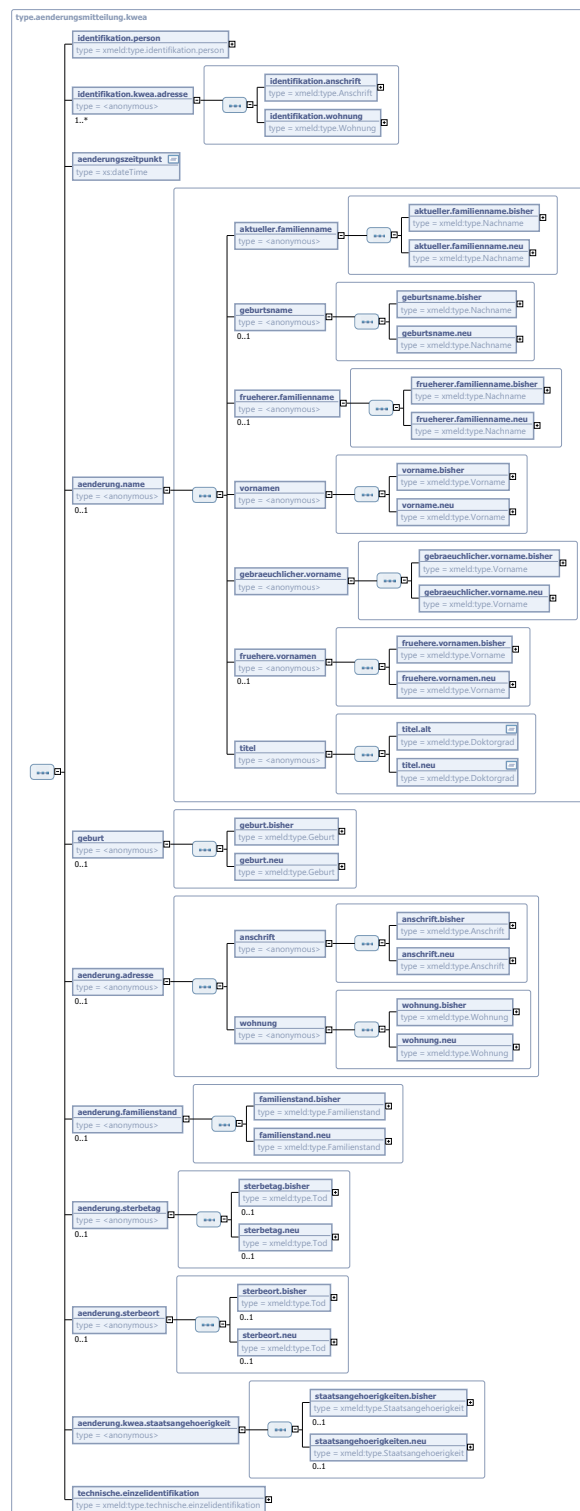 type.aenderungsmitteilung.kwea
identifikation.person
type = xmeld:type.identifikation.person
identifikation.kwea.adresse
type = <anonymous>
1..*
identifikation.anschrift
type = xmeld:type.Anschrift
identifikation.wohnung
type = xmeld:type.Wohnung
aenderungszeitpunkt
type = xs:dateTime
aenderung.name
type = <anonymous>
0..1
aktueller.familienname
type = <anonymous>
aktueller.familienname.bisher
type = xmeld:type.Nachname
aktueller.familienname.neu
type = xmeld:type.Nachname
geburtsname
type = <anonymous>
0..1
geburtsname.bisher
type = xmeld:type.Nachname
geburtsname.neu
type = xmeld:type.Nachname
frueherer.familienname
type = <anonymous>
0..1
frueherer.familienname.bisher
type = xmeld:type.Nachname
frueherer.familienname.neu
type = xmeld:type.Nachname
vornamen
type = <anonymous>
vorname.bisher
type = xmeld:type.Vorname
vorname.neu
type = xmeld:type.Vorname
gebraeuchlicher.vorname
type = <anonymous>
gebraeuchlicher.vorname.bisher
type = xmeld:type.Vorname
gebraeuchlicher.vorname.neu
type = xmeld:type.Vorname
fruehere.vornamen
type = <anonymous>
0..1
fruehere.vornamen.bisher
type = xmeld:type.Vorname
fruehere.vornamen.neu
type = xmeld:type.Vorname
titel
type = <anonymous>
titel.alt
type = xmeld:type.Doktorgrad
titel.neu
type = xmeld:type.Doktorgrad
geburt
type = <anonymous>
0..1
geburt.bisher
type = xmeld:type.Geburt
geburt.neu
type = xmeld:type.Geburt
aenderung.adresse
type = <anonymous>
0..1
anschrift
type = <anonymous>
anschrift.bisher
type = xmeld:type.Anschrift
anschrift.neu
type = xmeld:type.Anschrift
wohnung
type = <anonymous>
wohnung.bisher
type = xmeld:type.Wohnung
wohnung.neu
type = xmeld:type.Wohnung
aenderung.familienstand
type = <anonymous>
0..1
familienstand.bisher
type = xmeld:type.Familienstand
familienstand.neu
type = xmeld:type.Familienstand
aenderung.sterbetag
type = <anonymous>
0..1
sterbetag.bisher
type = xmeld:type.Tod
0..1
sterbetag.neu
type = xmeld:type.Tod
0..1
aenderung.sterbeort
type = <anonymous>
0..1
sterbeort.bisher
type = xmeld:type.Tod
0..1
sterbeort.neu
type = xmeld:type.Tod
0..1
aenderung.kwea.staatsangehoerigkeit
type = <anonymous>
staatsangehoerigkeiten.bisher
type = xmeld:type.Staatsangehoerigkeit
0..1
staatsangehoerigkeiten.neu
type = xmeld:type.Staatsangehoerigkeit
0..1
technische.einzelidentifikation
type = xmeld:type.technische.einzelidentifikation